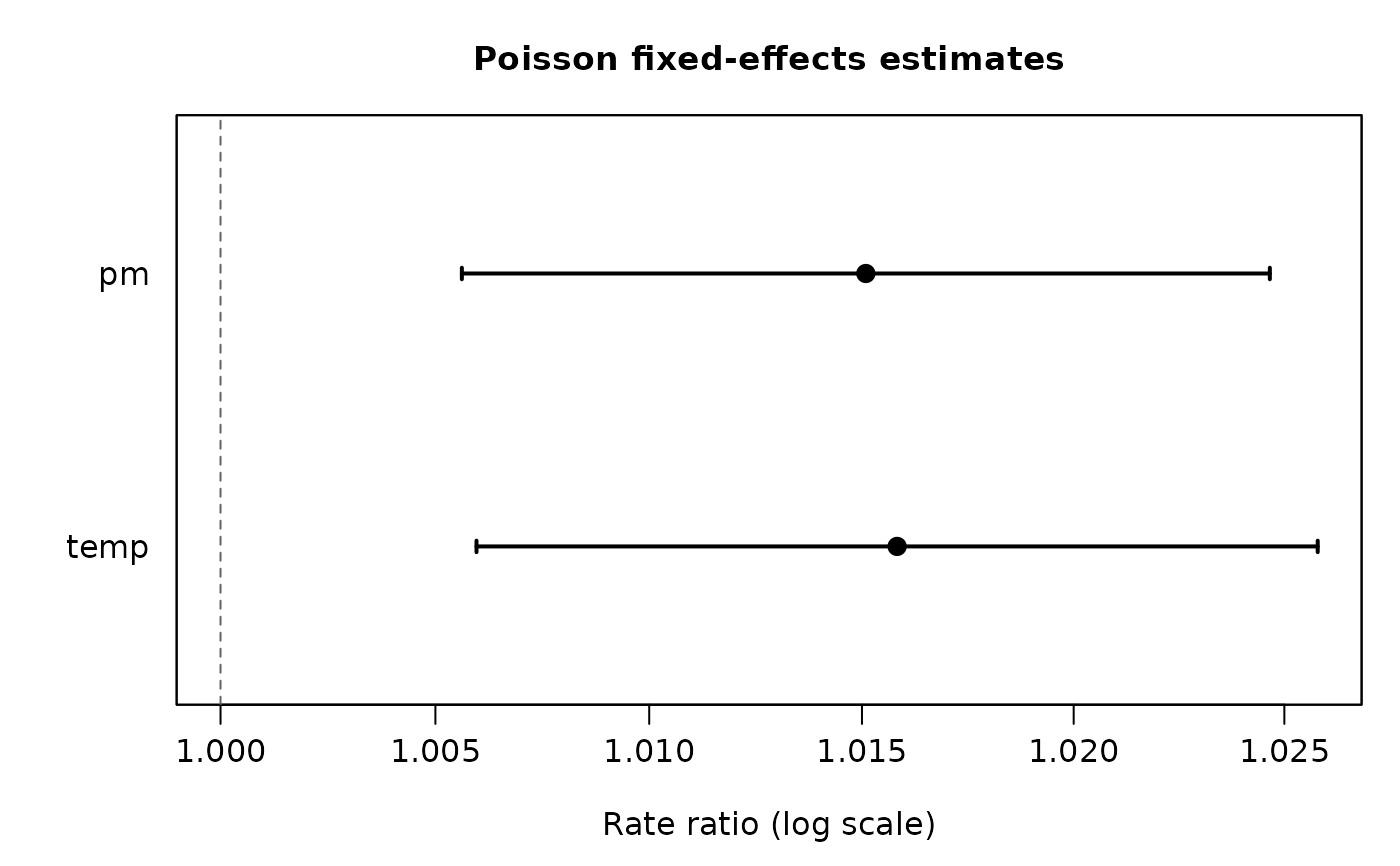 Poisson fixed-effects estimates
pm
temp
1.000 1.005 1.010 1.015 1.020 1.025
Rate ratio (log scale)